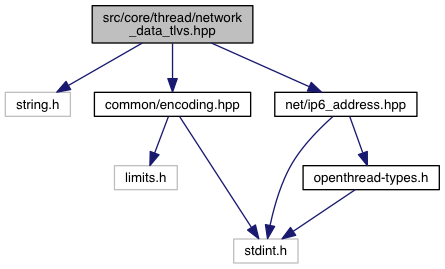 src/core/thread/network
_data_tlvs.hpp
string.h
common/encoding.hpp
net/ip6_address.hpp
limits.h
openthread-types.h
stdint.h